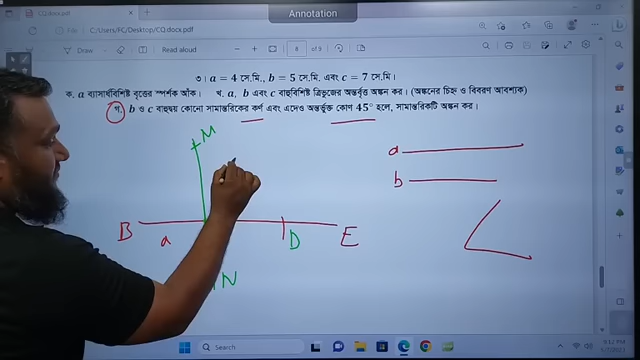 CQ.docx.pdf
C:/Users/FC/Desktop/CQ.docx.pdf
Annotation
Draw
Read aloud
8 of 9
৩। a = 4 সে.মি., b = 5 সে.মি. এবং c = 7 সে.মি।
ক. a ব্যাসার্ধবিশিষ্ট বৃত্তের স্পর্শক আঁক। খ. a, b এবং c বাহুবিশিষ্ট ত্রিভুজের অন্তর্বৃত্ত অঙ্কন কর। (অঙ্কনের চিহ্ন ও বিবরণ আবশ্যক)
গ. b ও c বাহুদ্বয় কোনো সামান্তরিকের কর্ণ এবং এদের অন্তর্ভুক্ত কোণ 45° হলে, সামান্তরিকটি অঙ্কন কর।
M
a
b
B
a
D
E
N
Search